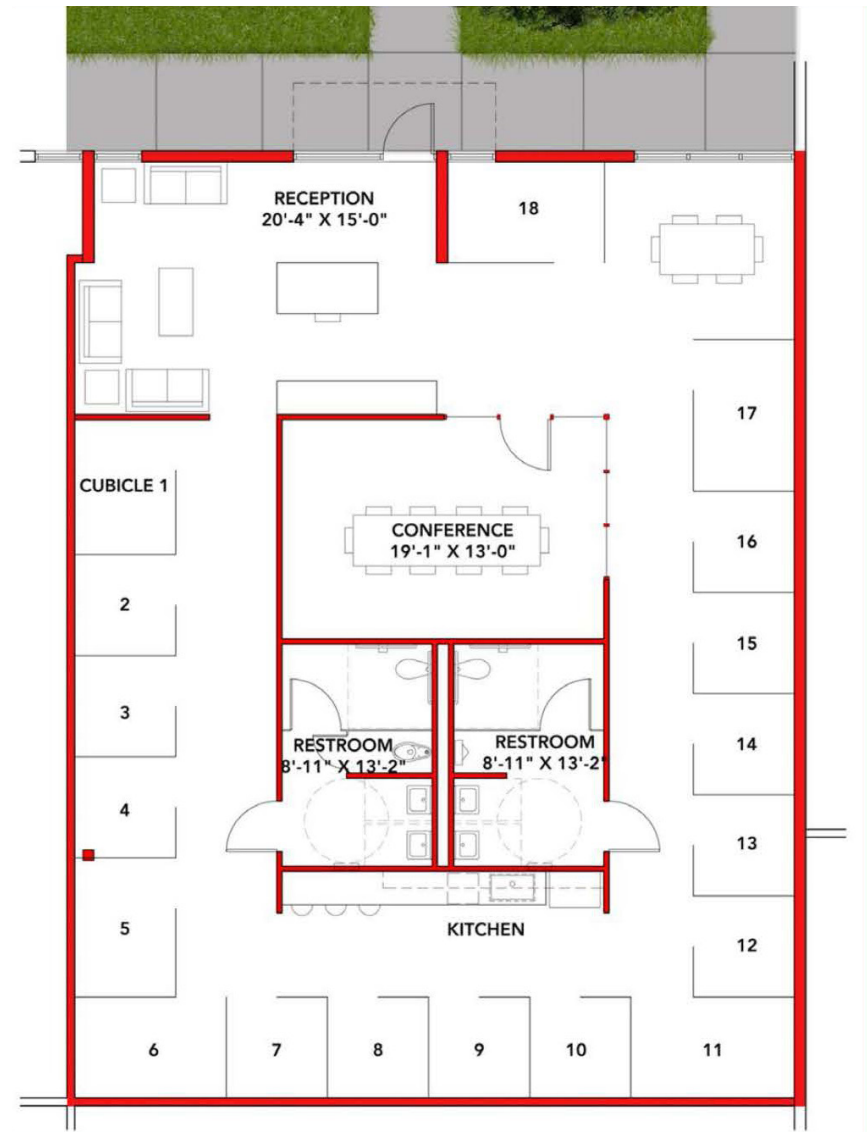 RECEPTION
20'-4" X 15'-0"
18
17
CUBICLE 1
CONFERENCE
19'-1" X 13'-0"
16
2
15
3
RESTROOM
8'-11" X 13'-2"
RESTROOM
8'-11" X 13'-2"
14
4
13
5
KITCHEN
12
6
7
8
9
10
11